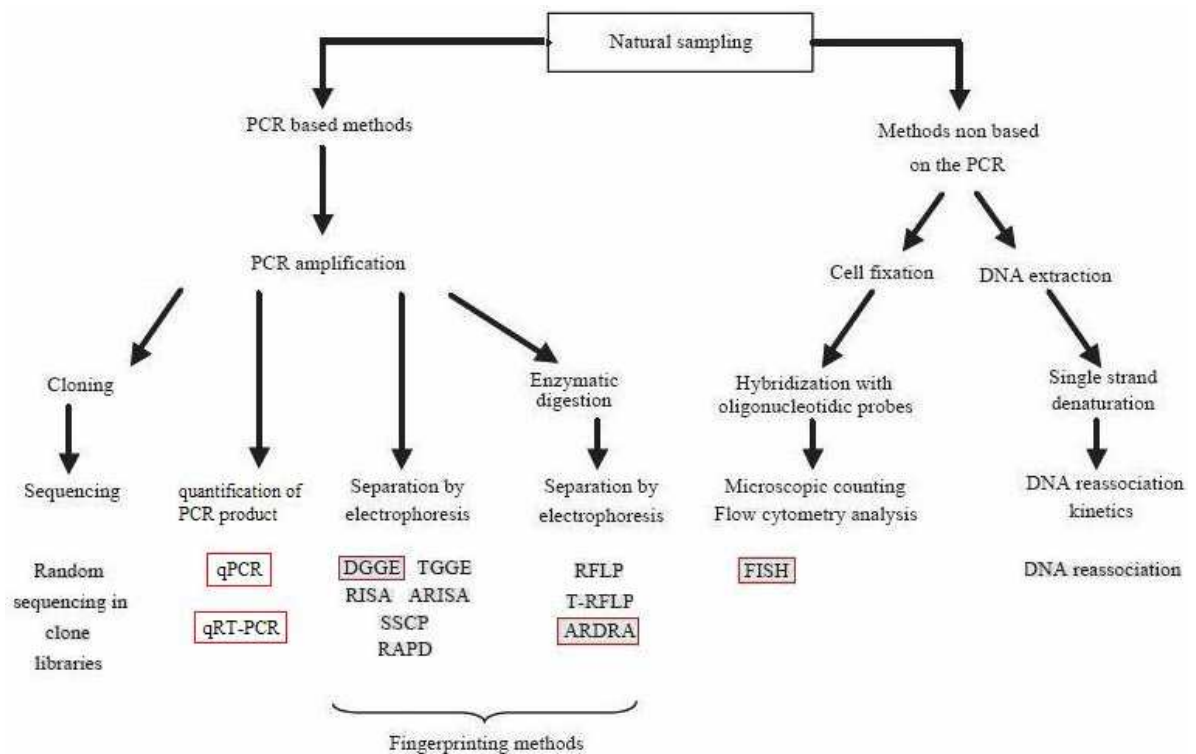 Natural sampling
PCR based methods
Methods non based
on the PCR
PCR amplification
Cell fixation
DNA extraction
Cloning
Enzymatic
digestion
Hybridization with
oligonucleotidic probes
Single strand
denaturation
Sequencing
quantification of
PCR product
Separation by
electrophoresis
Separation by
electrophoresis
Microscopic counting
Flow cytometry analysis
DNA reassociation
kinetics
Random
sequencing in
clone
libraries
qPCR
qRT-PCR
DGGE TGGE
RISA ARISA
SSCP
RAPD
RFLP
T-RFLP
ARDRA
FISH
DNA reassociation
Fingerprinting methods